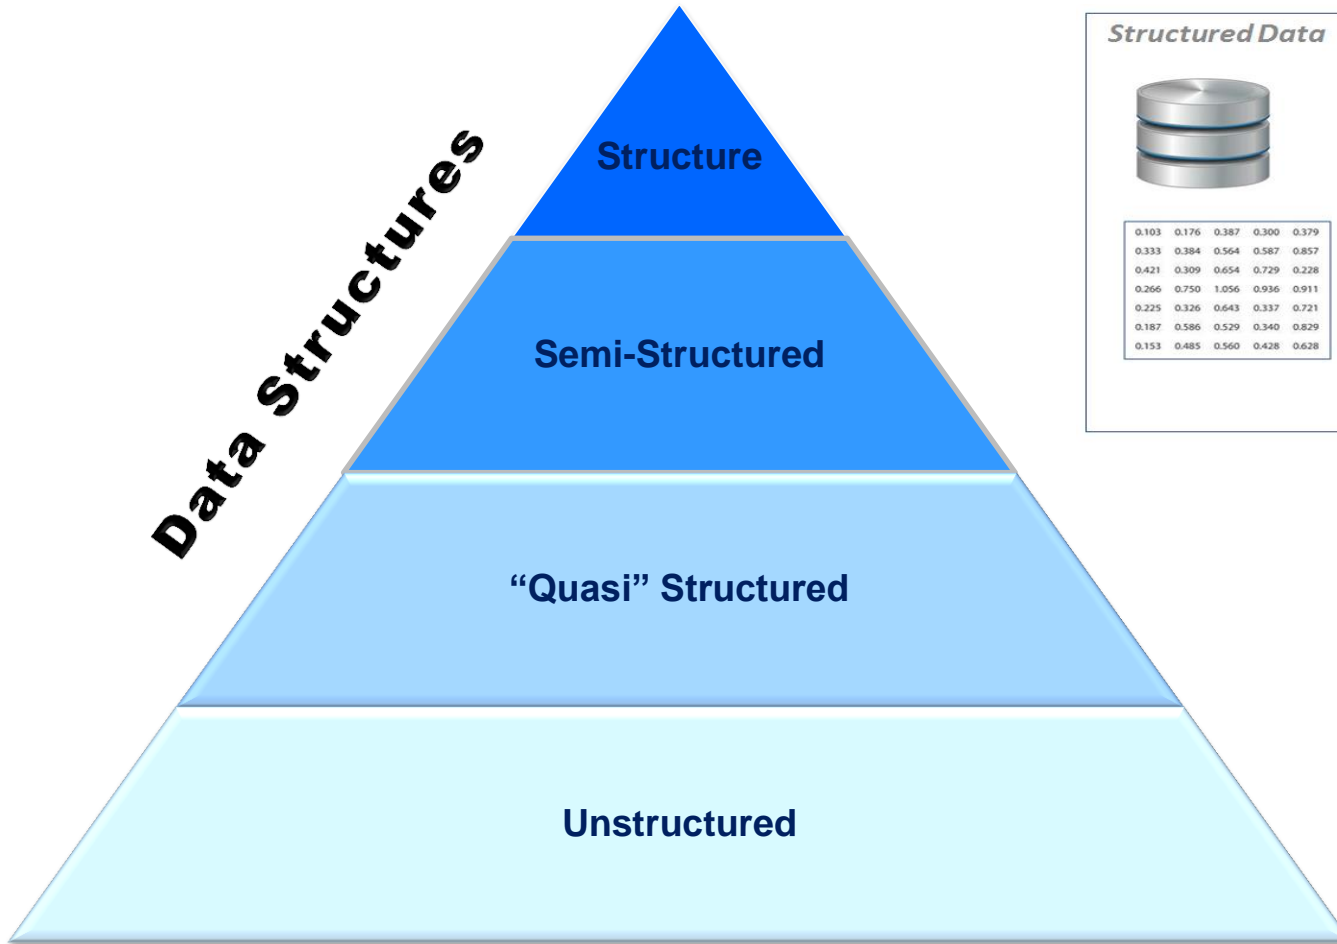 Structured Data
0.103 0.176 0.387 0.300 0.379
0.333 0.384 0.564 0.587 0.857
0.421 0.309 0.654 0.729 0.228
0.266 0.750 1.056 0.936 0.911
0.225 0.326 0.643 0.337 0.721
0.187 0.586 0.529 0.340 0.829
0.153 0.485 0.560 0.428 0.628
Data Structures
Structure
Semi-Structured
“Quasi” Structured
Unstructured